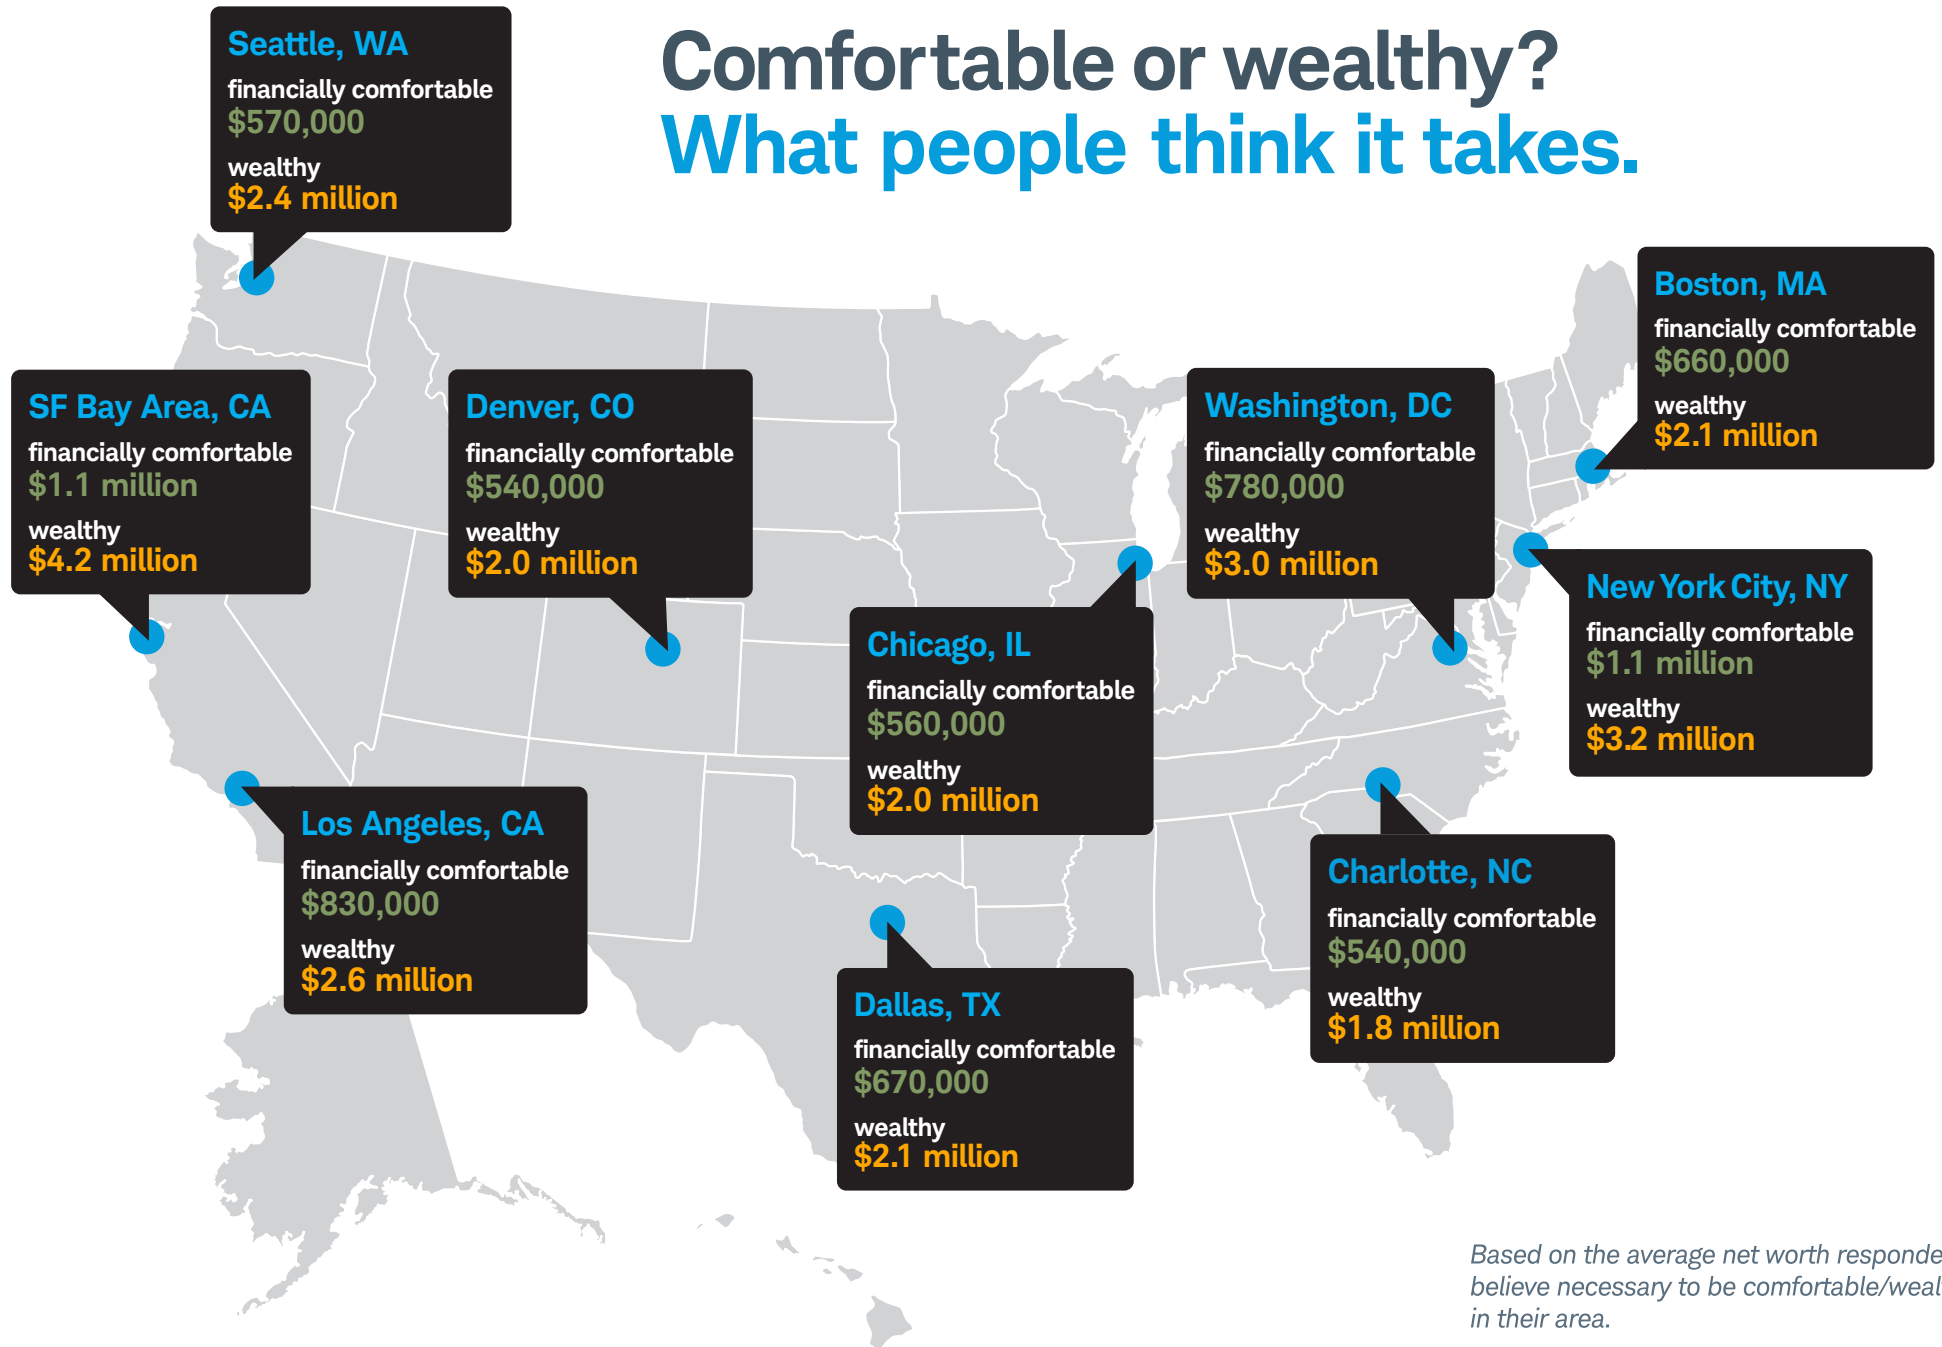 Comfortable or wealthy?
What people think it takes.
Seattle, WA
financially comfortable
$570,000
wealthy
$2.4 million
SF Bay Area, CA
financially comfortable
$1.1 million
wealthy
$4.2 million
Denver, CO
financially comfortable
$540,000
wealthy
$2.0 million
Washington, DC
financially comfortable
$780,000
wealthy
$3.0 million
Boston, MA
financially comfortable
$660,000
wealthy
$2.1 million
Chicago, IL
financially comfortable
$560,000
wealthy
$2.0 million
New York City, NY
financially comfortable
$1.1 million
wealthy
$3.2 million
Los Angeles, CA
financially comfortable
$830,000
wealthy
$2.6 million
Dallas, TX
financially comfortable
$670,000
wealthy
$2.1 million
Charlotte, NC
financially comfortable
$540,000
wealthy
$1.8 million
Based on the average net worth responde
believe necessary to be comfortable/weal
in their area.